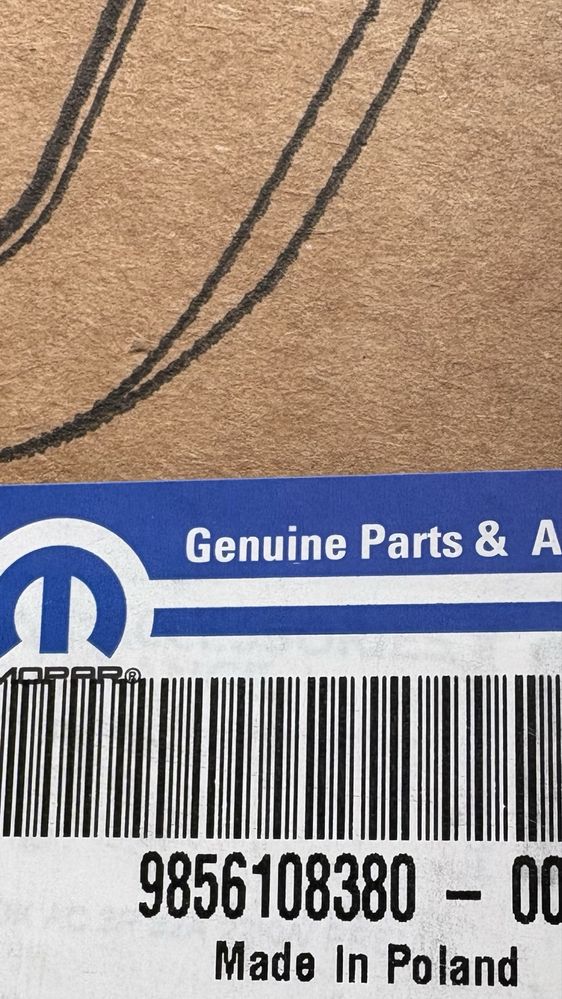 Genuine Parts & A
MOPAR®
9856108380 - 00
Made In Poland